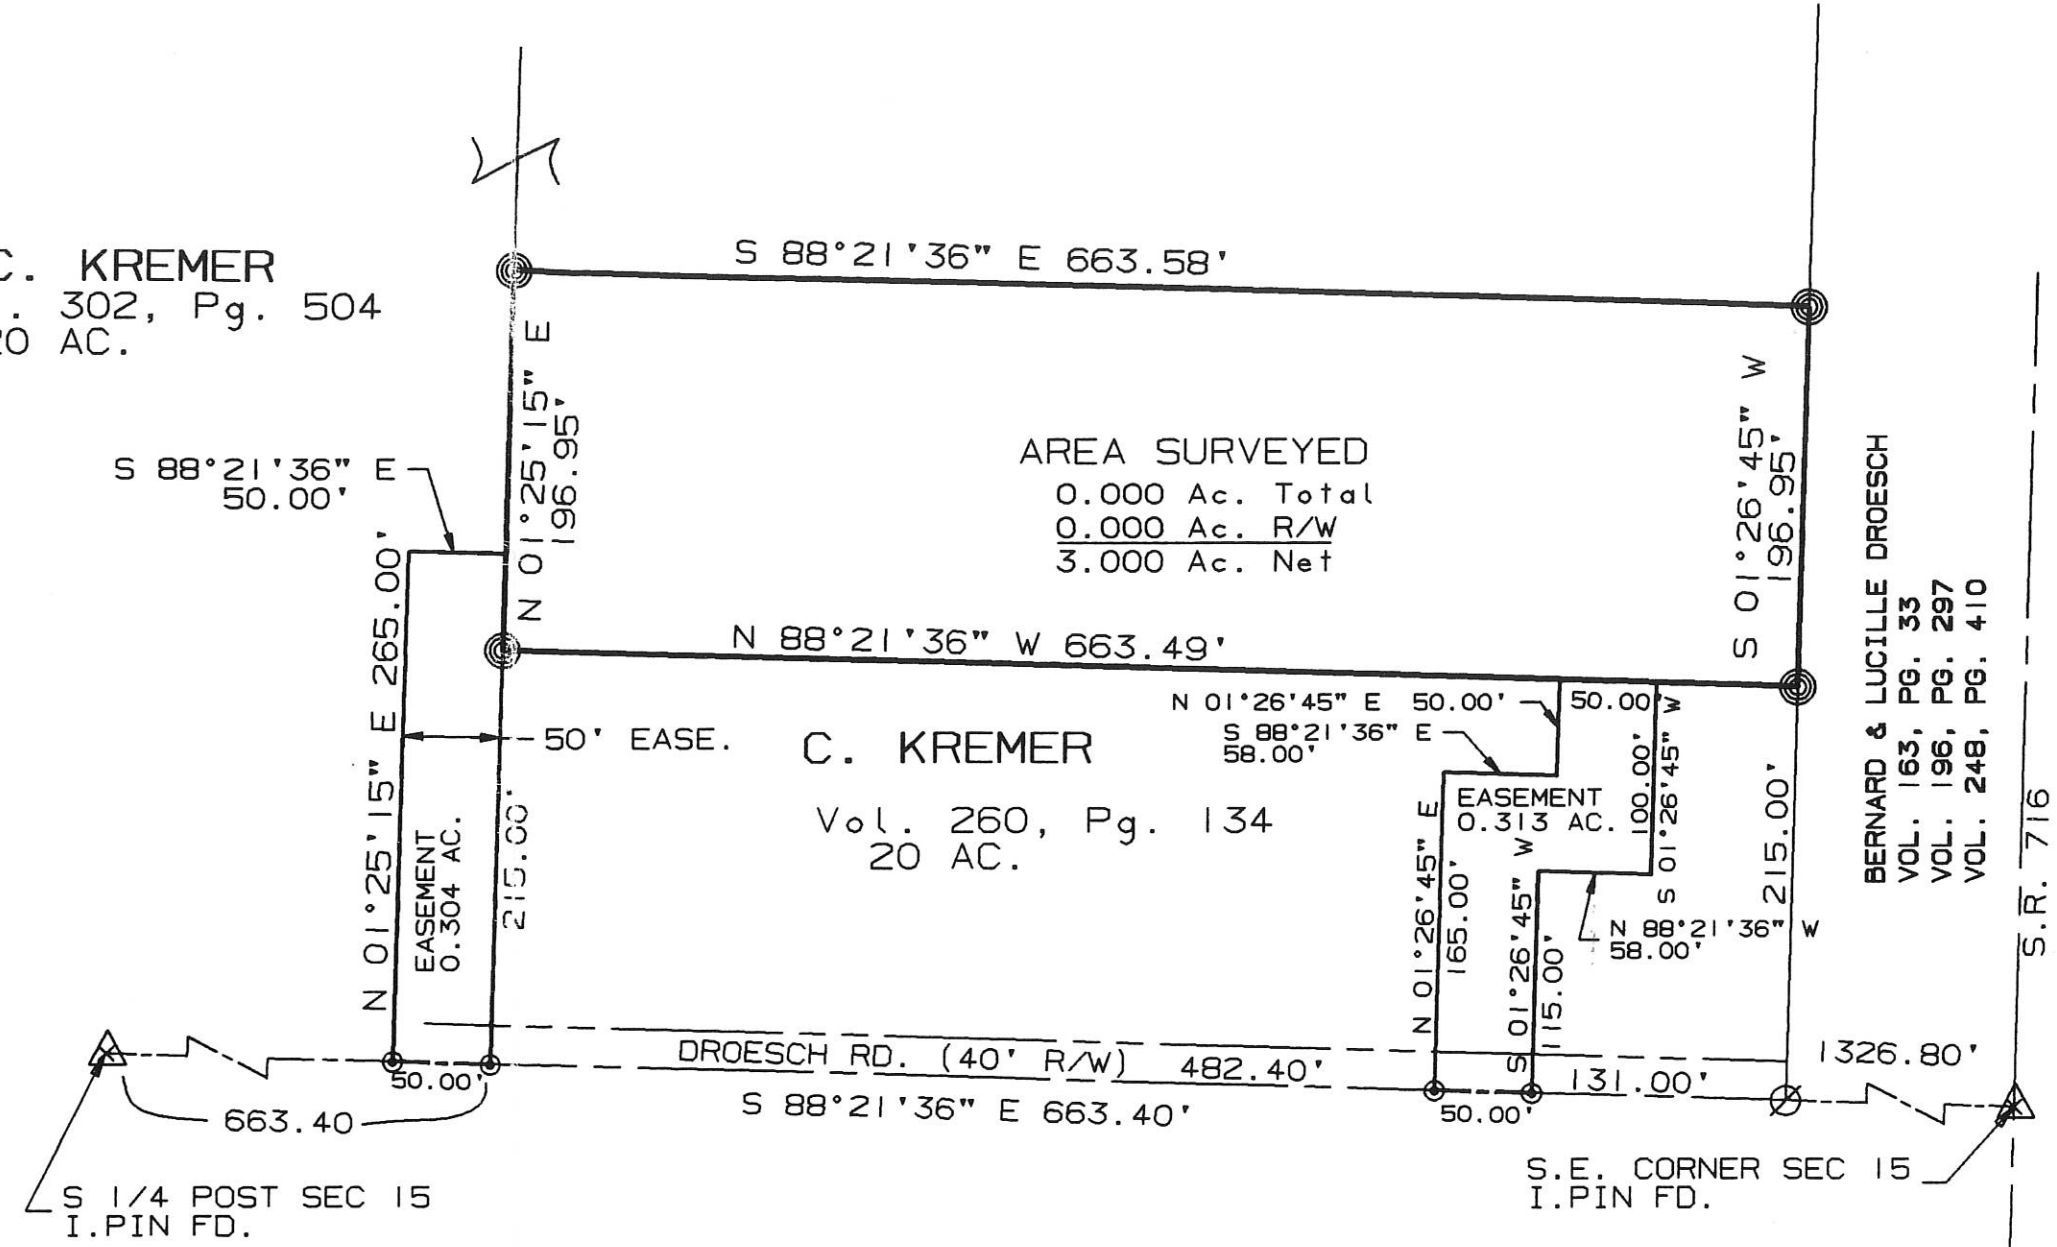 C. KREMER
. 302, Pg. 504
20 AC.
S 88°21'36" E 663.58'
N 01°25'15" E
196.95'
S 88°21'36" E
50.00'
AREA SURVEYED
0.000 Ac. Total
0.000 Ac. R/W
3.000 Ac. Net
S 01°26'45" W
196.95'
BERNARD & LUCILLE DROESCH
VOL. 163, PG. 33
VOL. 196, PG. 297
VOL. 248, PG. 410
N 88°21'36" W 663.49'
N 01°25'15" E 265.00'
50' EASE.
EASEMENT
0.304 AC.
215.00'
C. KREMER
Vol. 260, Pg. 134
20 AC.
N 01°26'45" E 50.00'
50.00'
S 88°21'36" E
58.00'
EASEMENT
0.313 AC.
100.00'
S 01°26'45" W
N 01°26'45" E
165.00'
S 01°26'45" W
115.00'
N 88°21'36" W
58.00'
215.00'
S.R. 716
DROESCH RD. (40' R/W) 482.40'
50.00'
663.40
S 88°21'36" E 663.40'
50.00'
131.00'
1326.80'
S 1/4 POST SEC 15
I.PIN FD.
S.E. CORNER SEC 15
I.PIN FD.